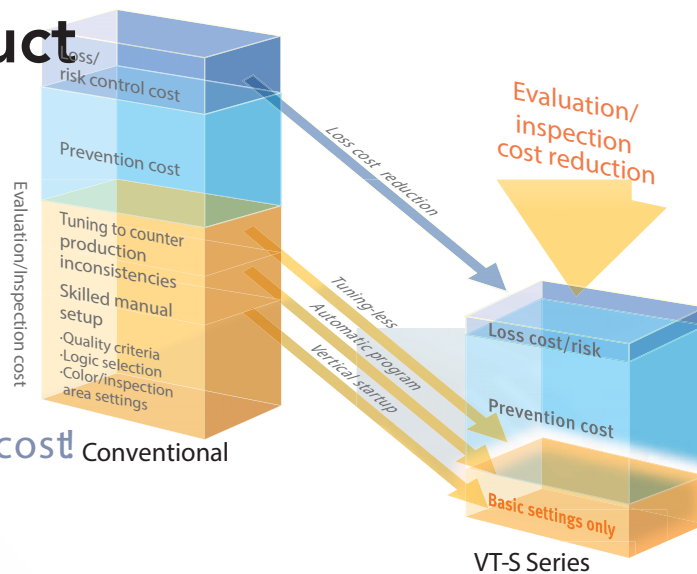 uct
Loss/
risk control cost
Prevention cost
Evaluation/Inspection cost
Tuning to counter
production
inconsistencies
Skilled manual
setup
·Quality criteria
·Logic selection
·Color/inspection
area settings
cost!
Conventional
Loss cost reduction
Tuning-less
Automatic program
Vertical startup
Evaluation/
inspection
cost reduction
Loss cost/risk
Prevention cost
Basic settings only
VT-S Series